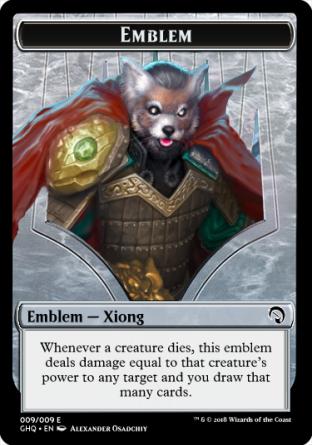 EMBLEM
Emblem — Xiong
Whenever a creature dies, this emblem
deals damage equal to that creature's
power to any target and you draw that
many cards.
009/009 E
GHQ • EN ALEXANDER OSADCHIY
™ & © 2018 Wizards of the Coast